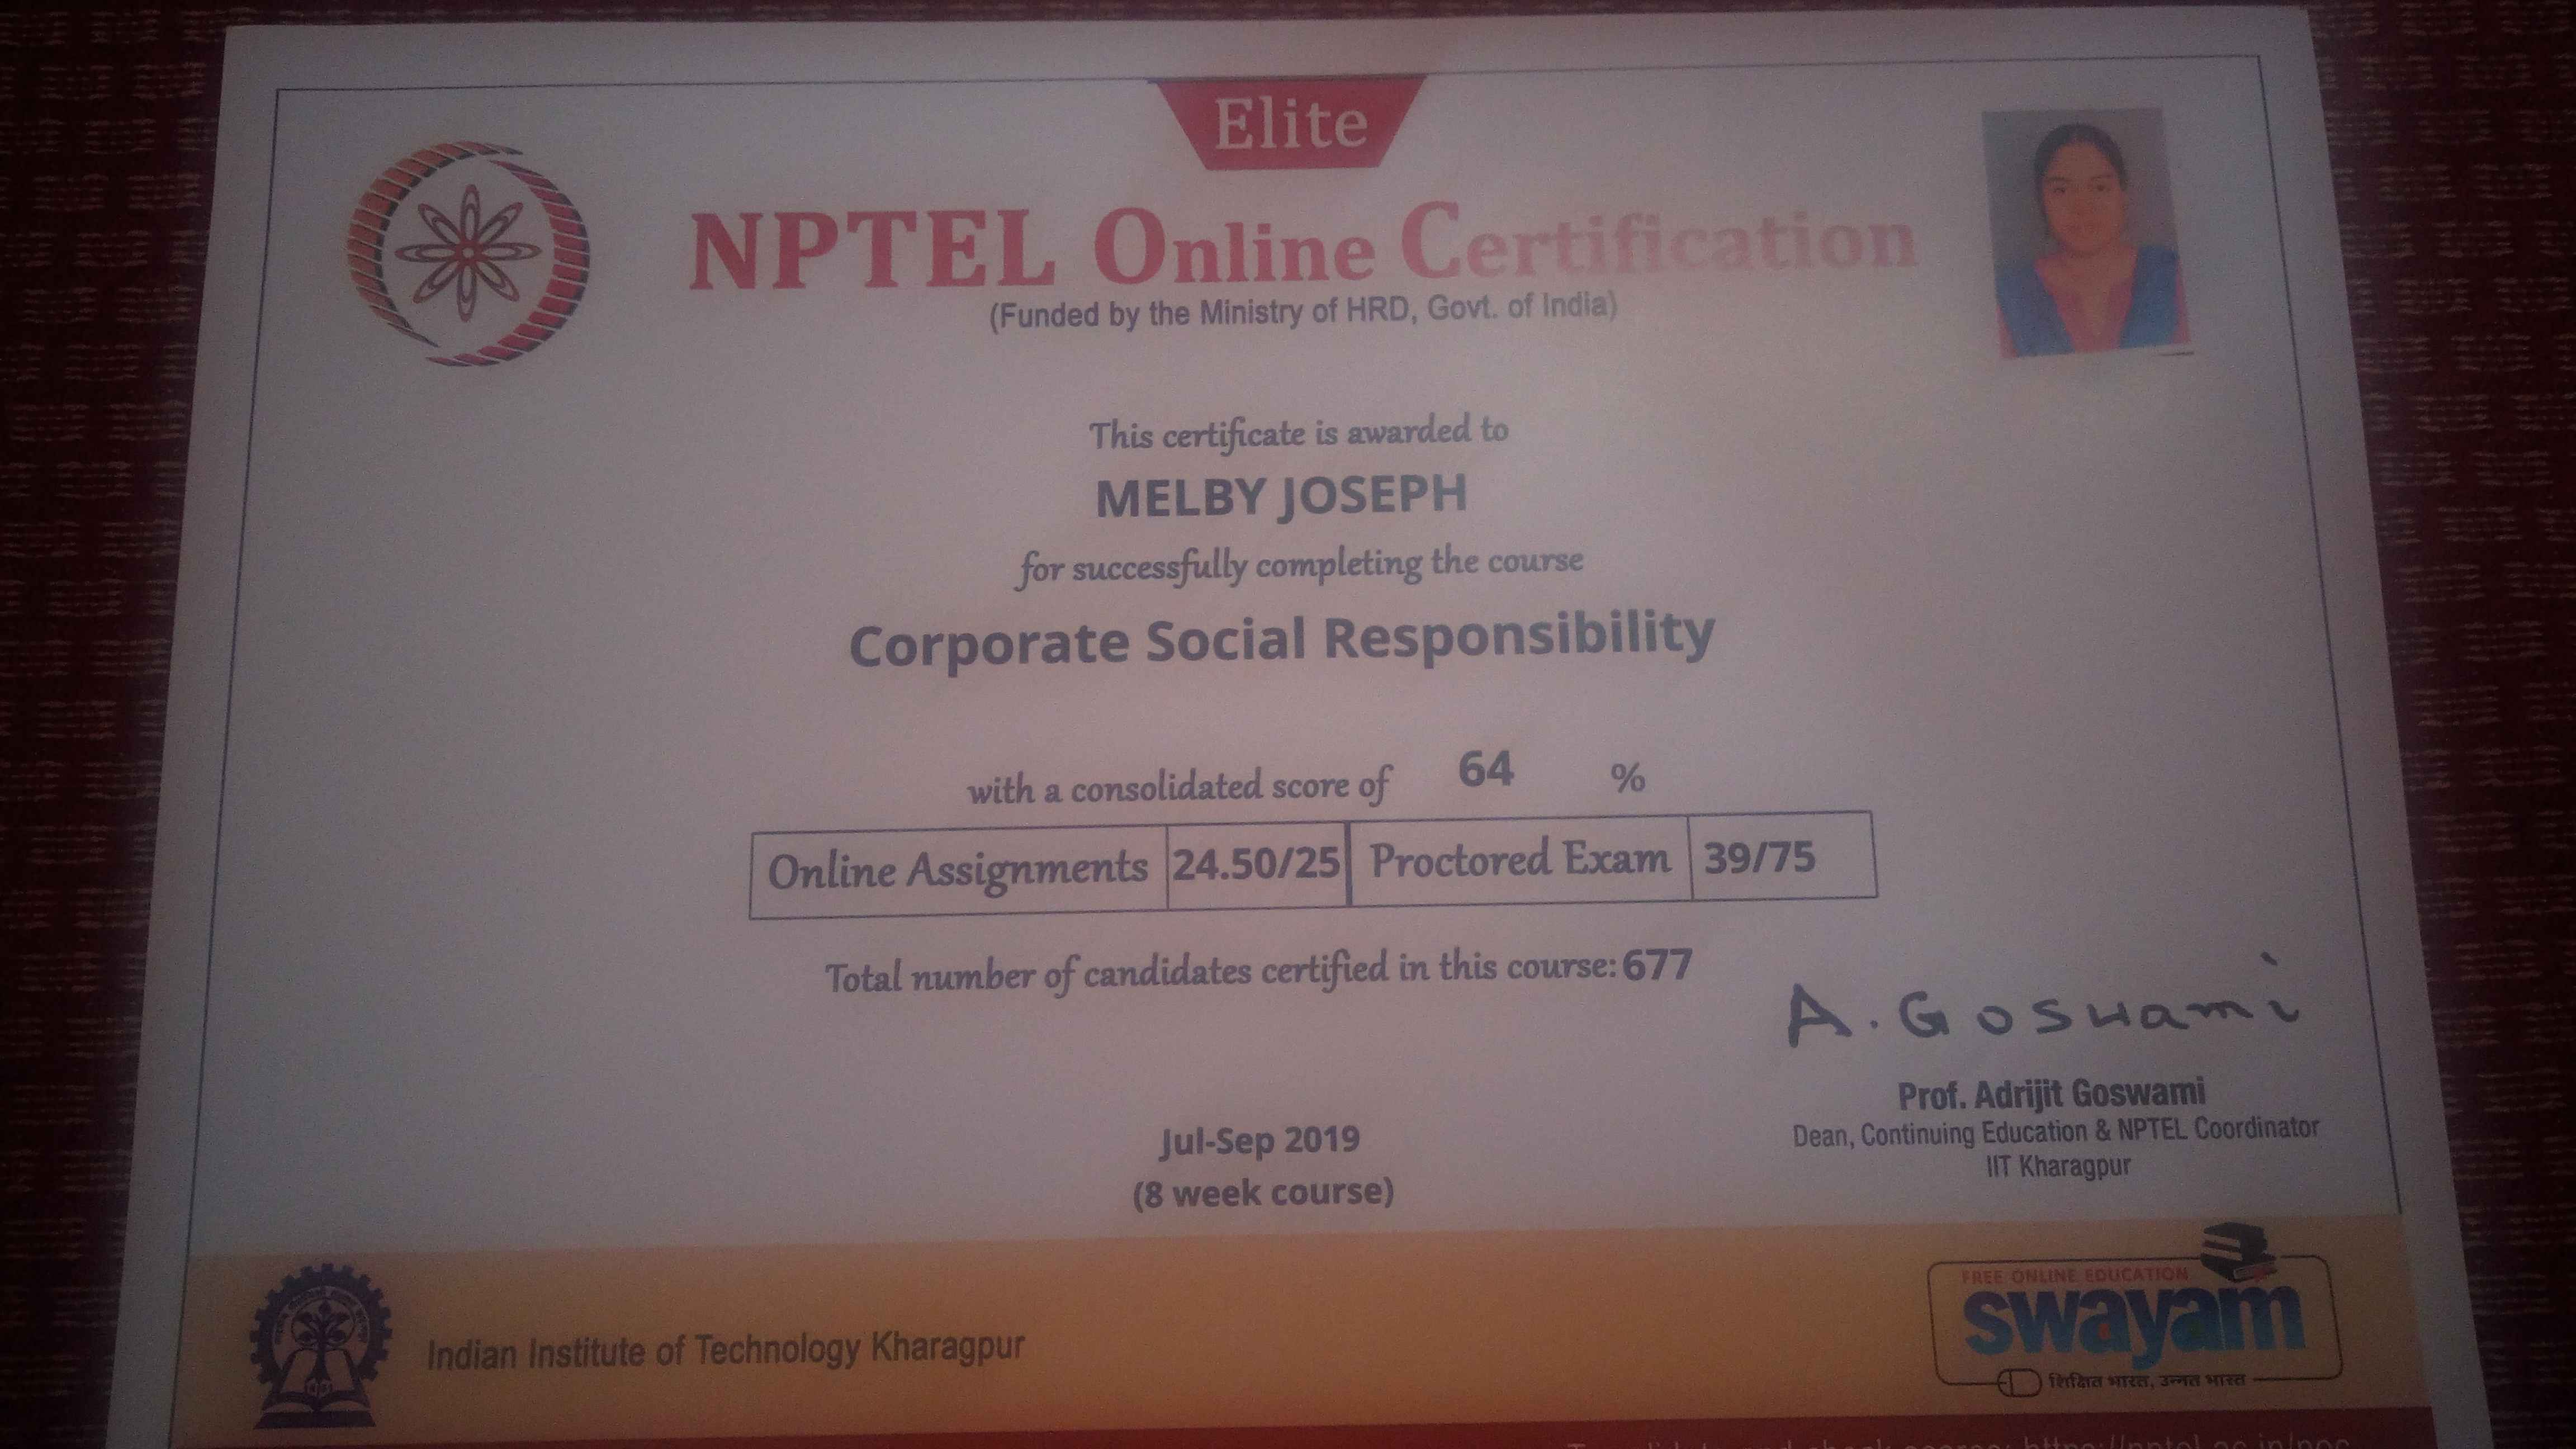 Elite
NPTEL Online Certification
(Funded by the Ministry of HRD, Govt. of India)
This certificate is awarded to
MELBY JOSEPH
for successfully completing the course
Corporate Social Responsibility
with a consolidated score of 64 %
Online Assignments 24.50/25 Proctored Exam 39/75
Total number of candidates certified in this course: 677
A. Goswami
Prof. Adrijit Goswami
Dean, Continuing Education & NPTEL Coordinator
IIT Kharagpur
Jul-Sep 2019
(8 week course)
Indian Institute of Technology Kharagpur
FREE ONLINE EDUCATION
swayam
शिक्षित भारत, उन्नत भारत